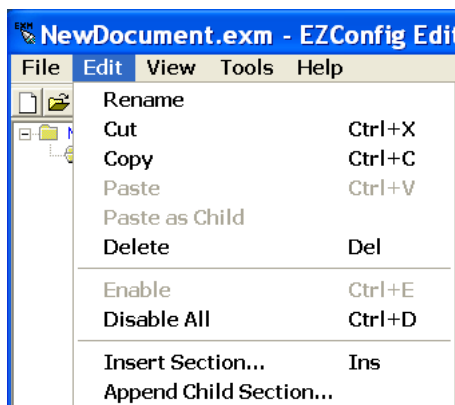 EXM NewDocument.exm - EZConfig Edit
File Edit View Tools Help
Rename
Cut Ctrl+X
Copy Ctrl+C
Paste Ctrl+V
Paste as Child
Delete Del
Enable Ctrl+E
Disable All Ctrl+D
Insert Section... Ins
Append Child Section...